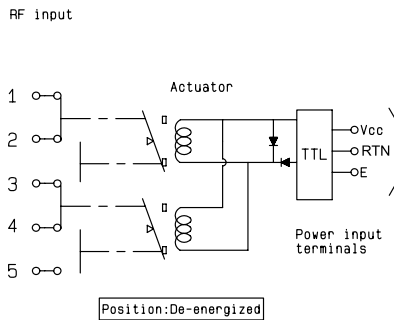 RF input
Actuator
1
2
3
4
5
TTL
Vcc
RTN
E
Power input
terminals
Position:De-energized